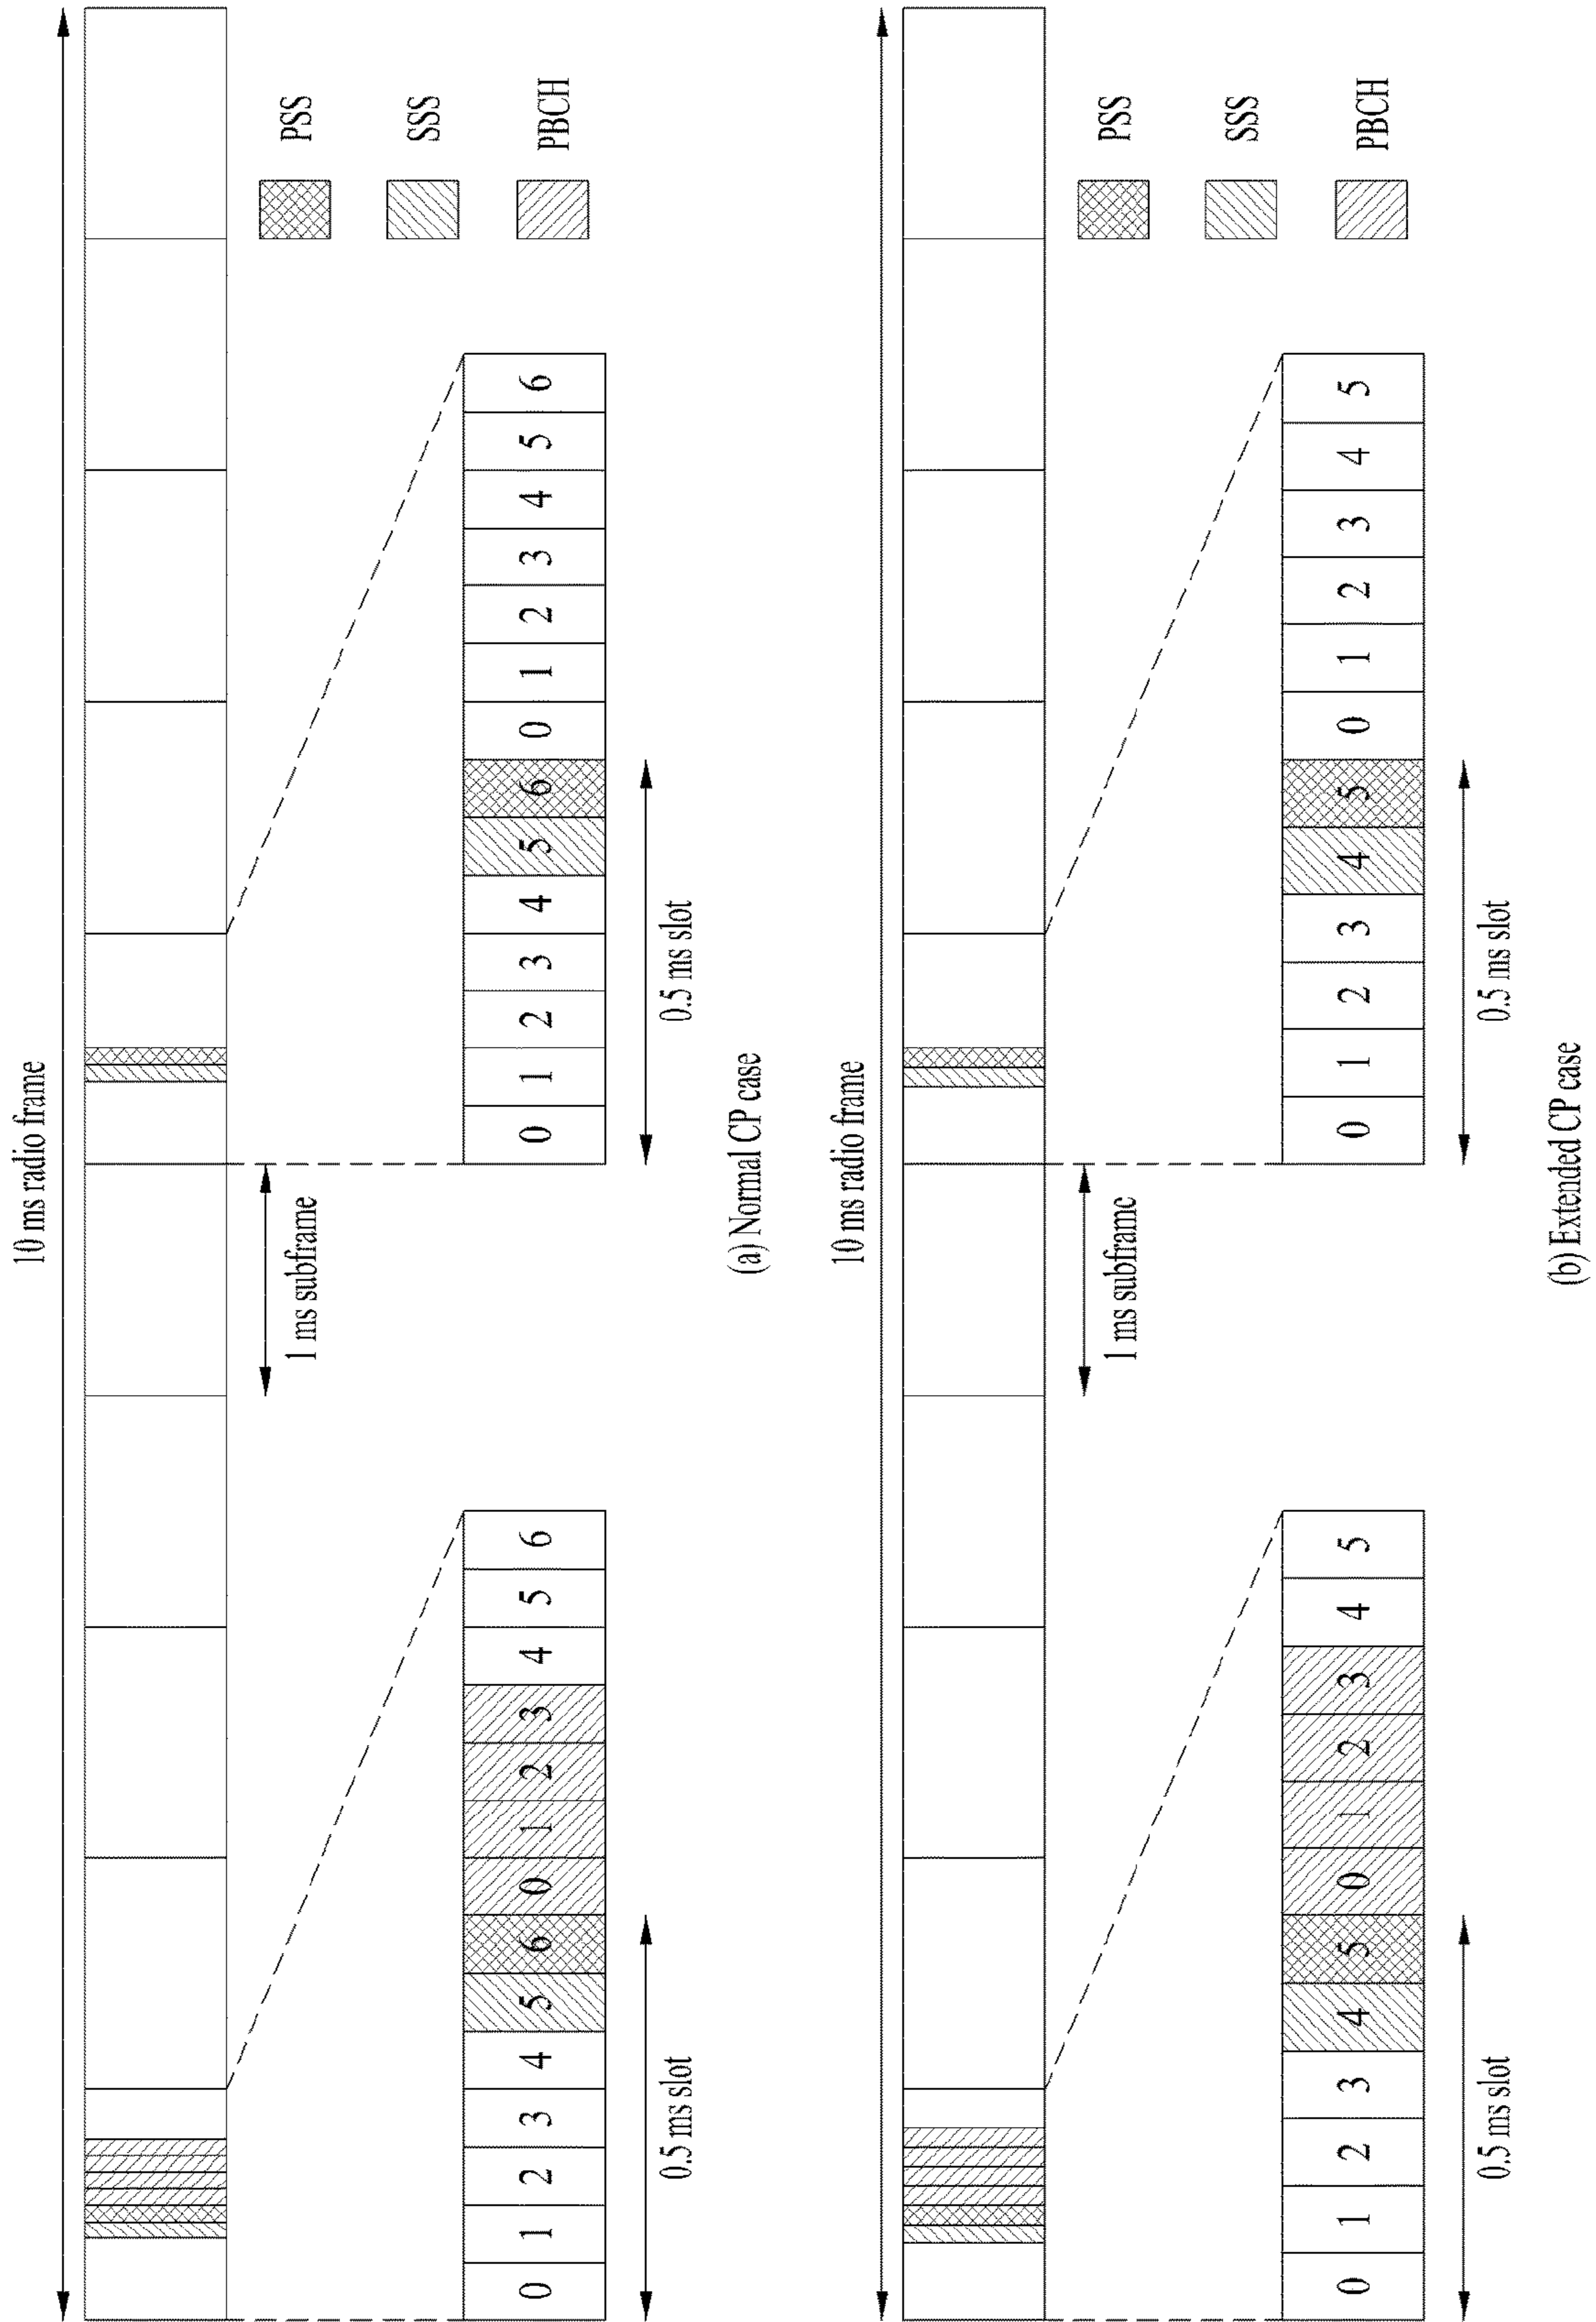 10 ms radio frame
PSS
SSS
PBCH
1 ms subframe
0 1 2 3 4 5 6 0 1 2 3 4 5 6
0 1 2 3 4 5 6 0 1 2 3 4 5 6
0.5 ms slot
0.5 ms slot
(a) Normal CP case
10 ms radio frame
PSS
SSS
PBCH
1 ms subframe
0 1 2 3 4 5 0 1 2 3 4 5
0 1 2 3 4 5 0 1 2 3 4 5
0.5 ms slot
0.5 ms slot
(b) Extended CP case